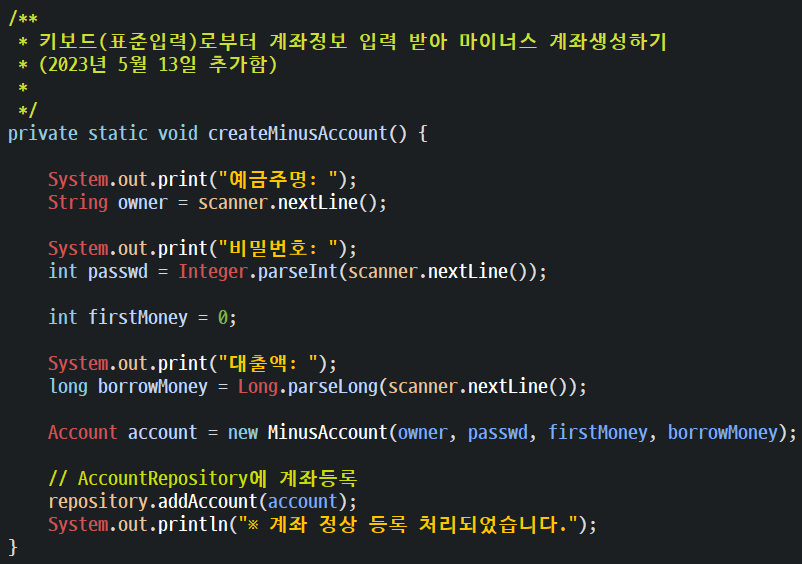 /**
 * 키보드(표준입력)로부터 계좌정보 입력 받아 마이너스 계좌생성하기
 * (2023년 5월 13일 추가함)
 *
 */
private static void createMinusAccount() {
System.out.print("예금주명: ");
String owner = scanner.nextLine();
System.out.print("비밀번호: ");
int passwd = Integer.parseInt(scanner.nextLine());
int firstMoney = 0;
System.out.print("대출액: ");
long borrowMoney = Long.parseLong(scanner.nextLine());
Account account = new MinusAccount(owner, passwd, firstMoney, borrowMoney);
// AccountRepository에 계좌등록
repository.addAccount(account);
System.out.println("※ 계좌 정상 등록 처리되었습니다.");
}